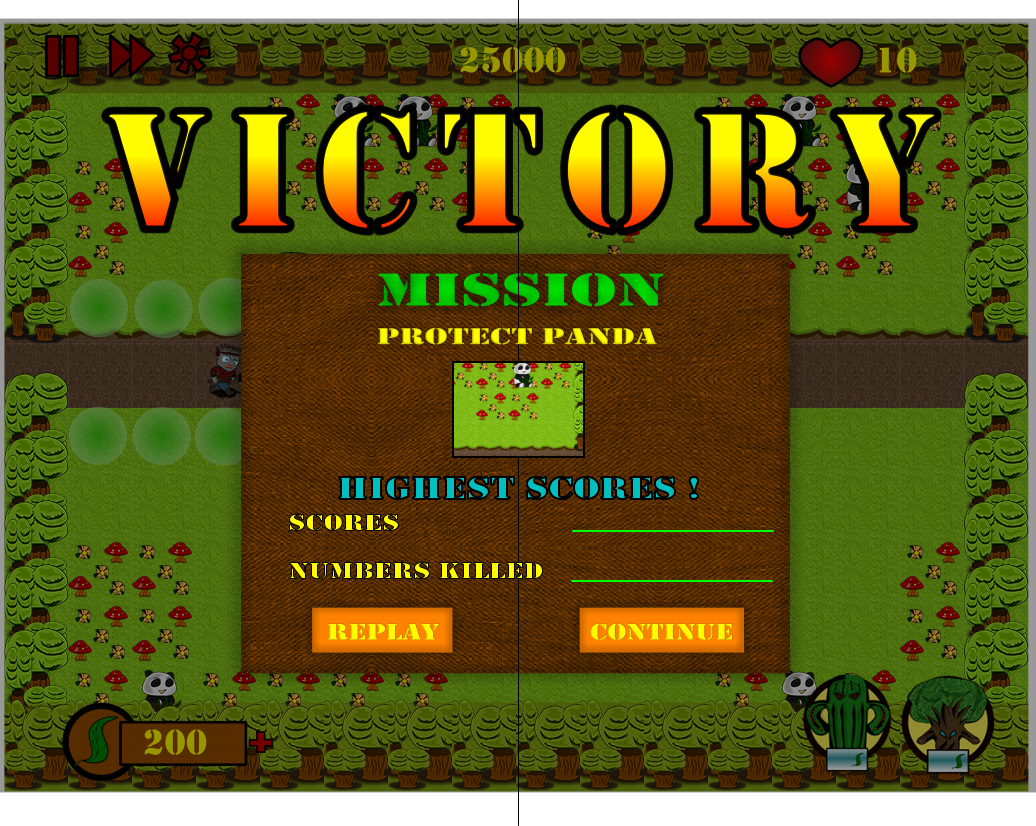 25000
10
VICTORY
MISSION
PROTECT PANDA
HIGHEST SCORES !
SCORES
NUMBERS KILLED
REPLAY
CONTINUE
200